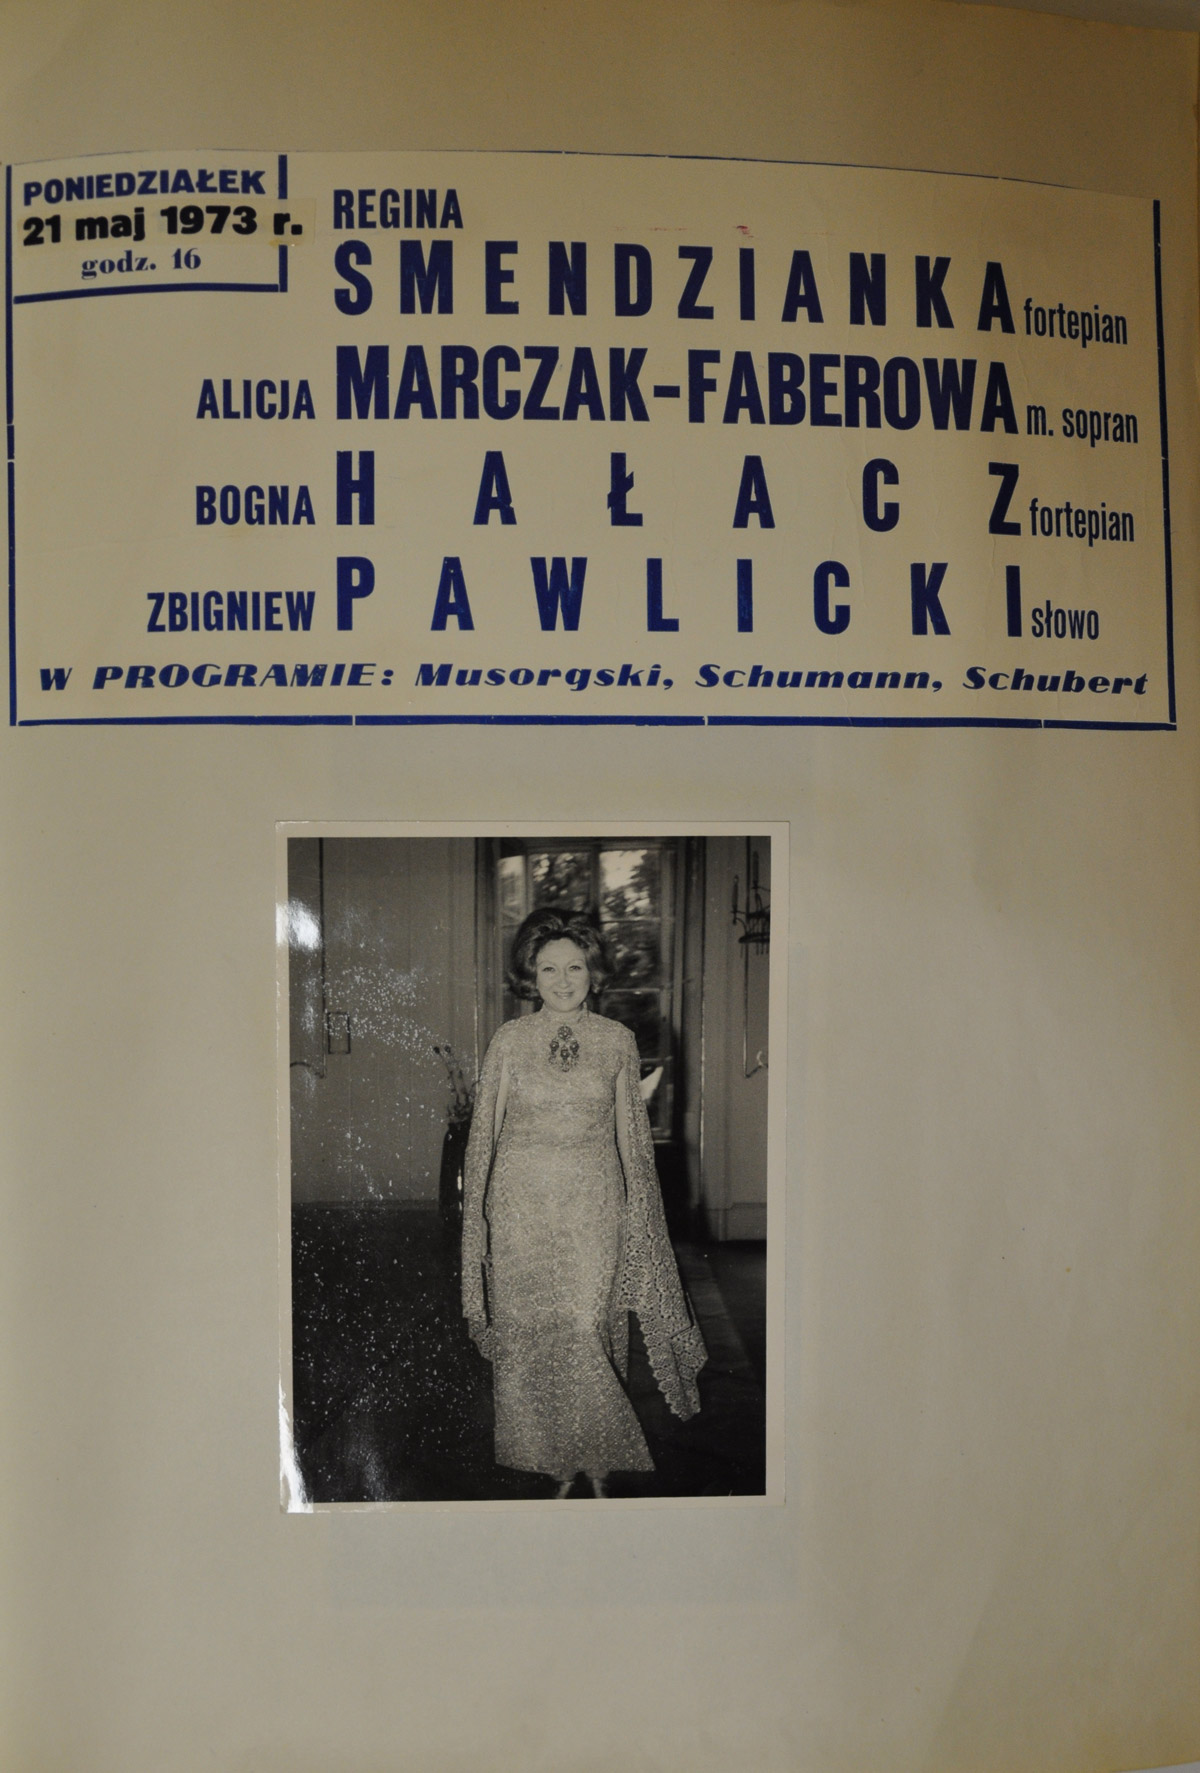 PONIEDZIAŁEK
21 maj 1973 r.
godz. 16
REGINA
SMENDZIANKA fortepian
ALICJA MARCZAK-FABEROWA m. sopran
BOGNA HAŁACZ fortepian
ZBIGNIEW PAWLICKI słowo
W PROGRAMIE: Musorgski, Schumann, Schubert